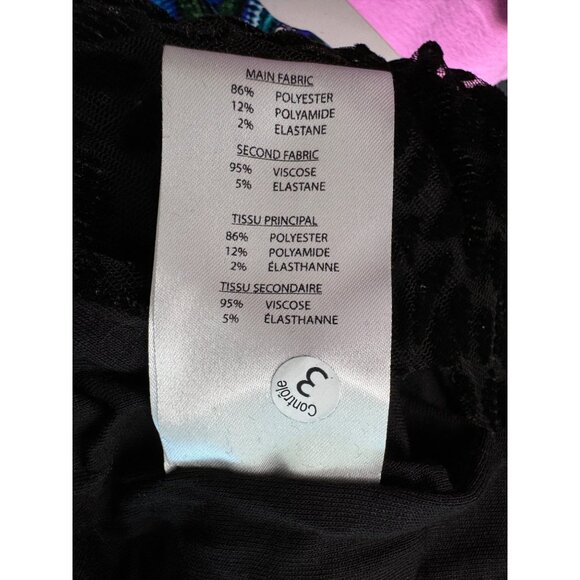 MAIN FABRIC
86% POLYESTER
12% POLYAMIDE
2% ELASTANE
SECOND FABRIC
95% VISCOSE
5% ELASTANE
TISSU PRINCIPAL
86% POLYESTER
12% POLYAMIDE
2% ÉLASTHANNE
TISSU SECONDAIRE
95% VISCOSE
5% ÉLASTHANNE
3
Contrôle